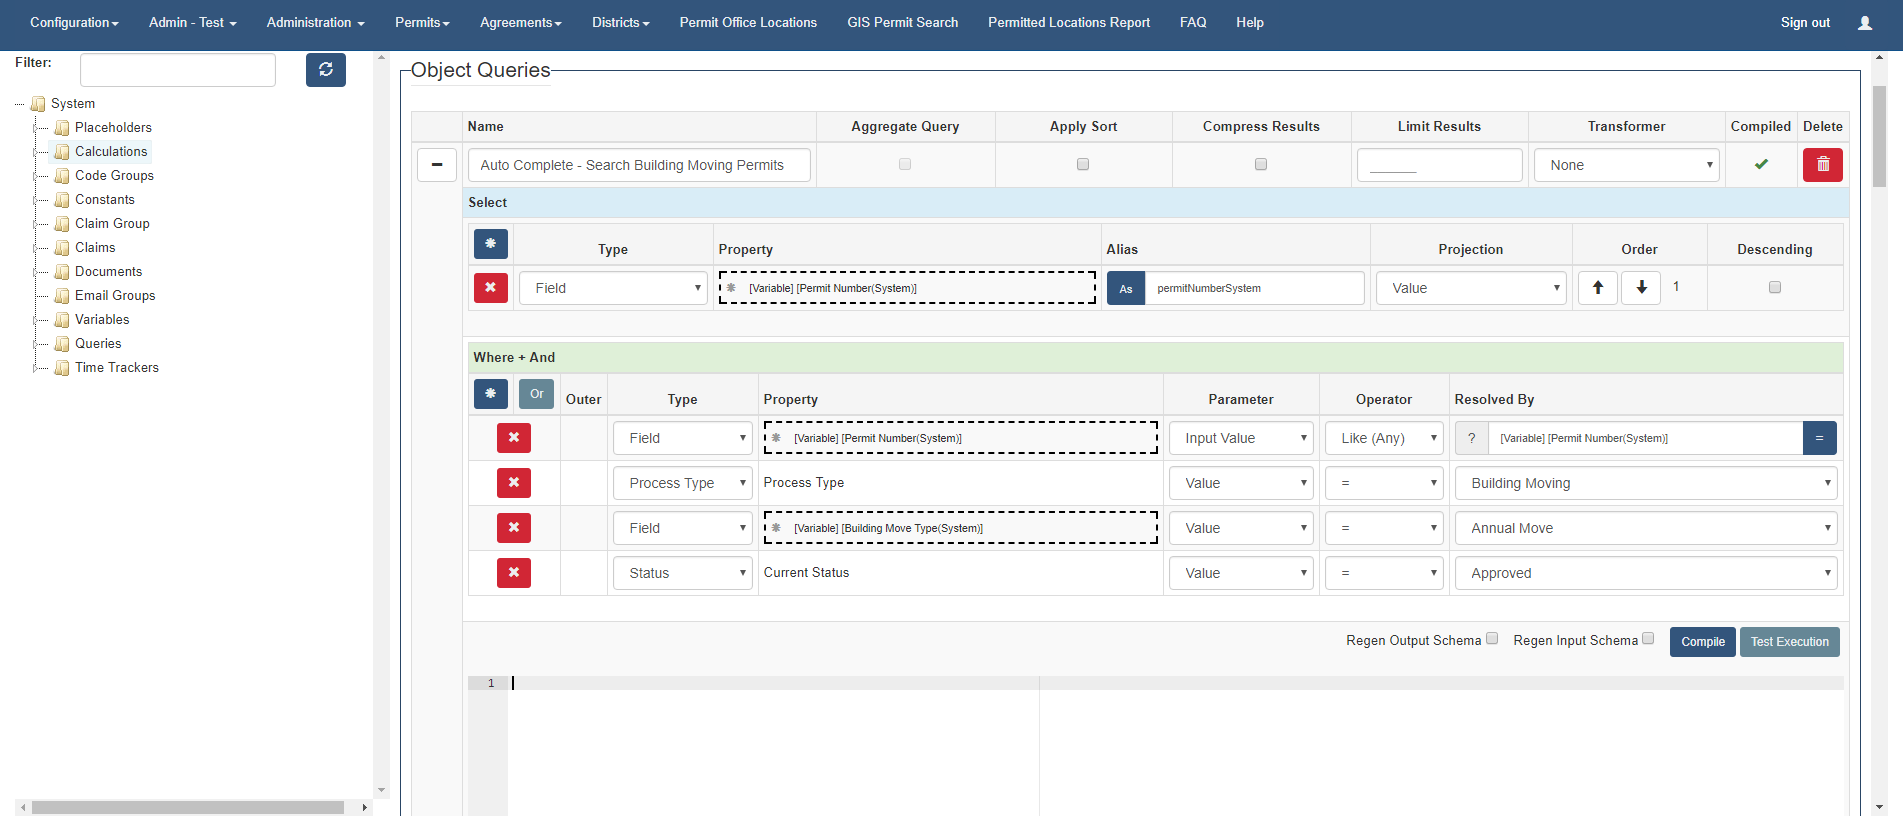 Configuration Admin - Test Administration Permits Agreements Districts Permit Office Locations GIS Permit Search Permitted Locations Report FAQ Help Sign out
Filter:
System
Placeholders
Calculations
Code Groups
Constants
Claim Group
Claims
Documents
Email Groups
Variables
Queries
Time Trackers
Object Queries
Name Aggregate Query Apply Sort Compress Results Limit Results Transformer Compiled Delete
Auto Complete - Search Building Moving Permits ______ None
Select
Type Property Alias Projection Order Descending
Field [Variable] [Permit Number(System)] As permitNumberSystem Value 1
Where + And
Or Outer Type Property Parameter Operator Resolved By
Field [Variable] [Permit Number(System)] Input Value Like (Any) ? [Variable] [Permit Number(System)] =
Process Type Process Type Value = Building Moving
Field [Variable] [Building Move Type(System)] Value = Annual Move
Status Current Status Value = Approved
Regen Output Schema Regen Input Schema Compile Test Execution
1